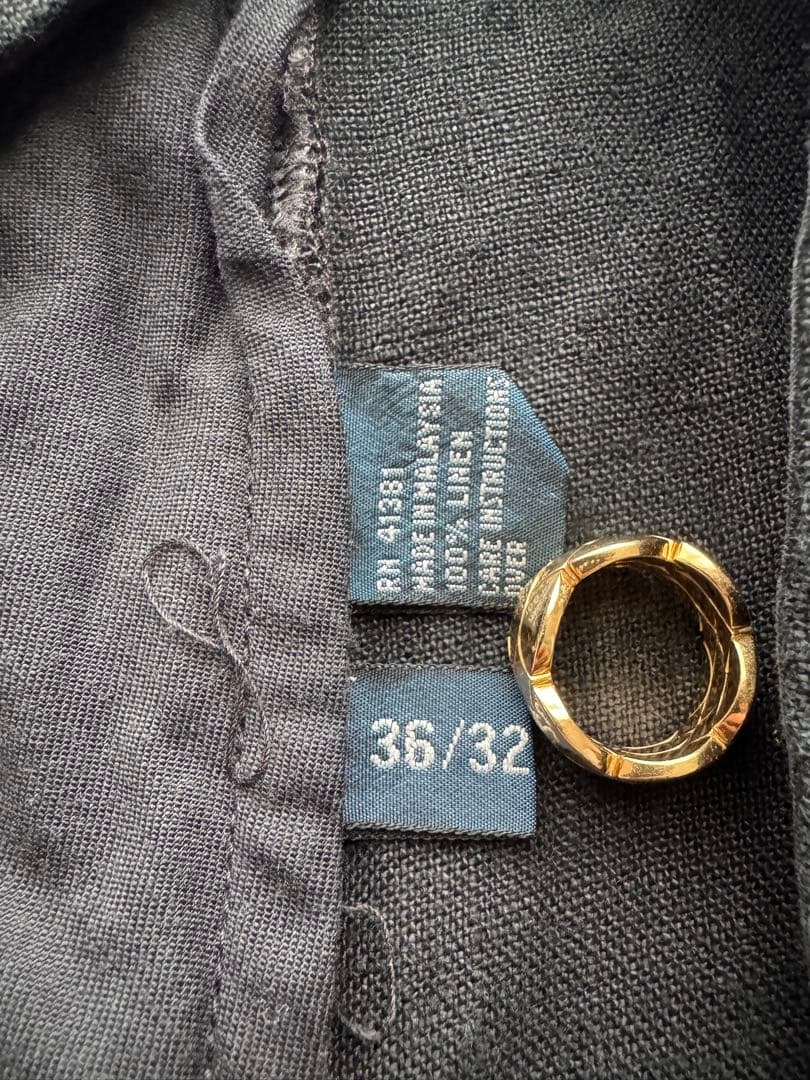 RN 41381
MADE IN MALAYSIA
100% LINEN
CARE INSTRUCTIONS
OVER
36/32